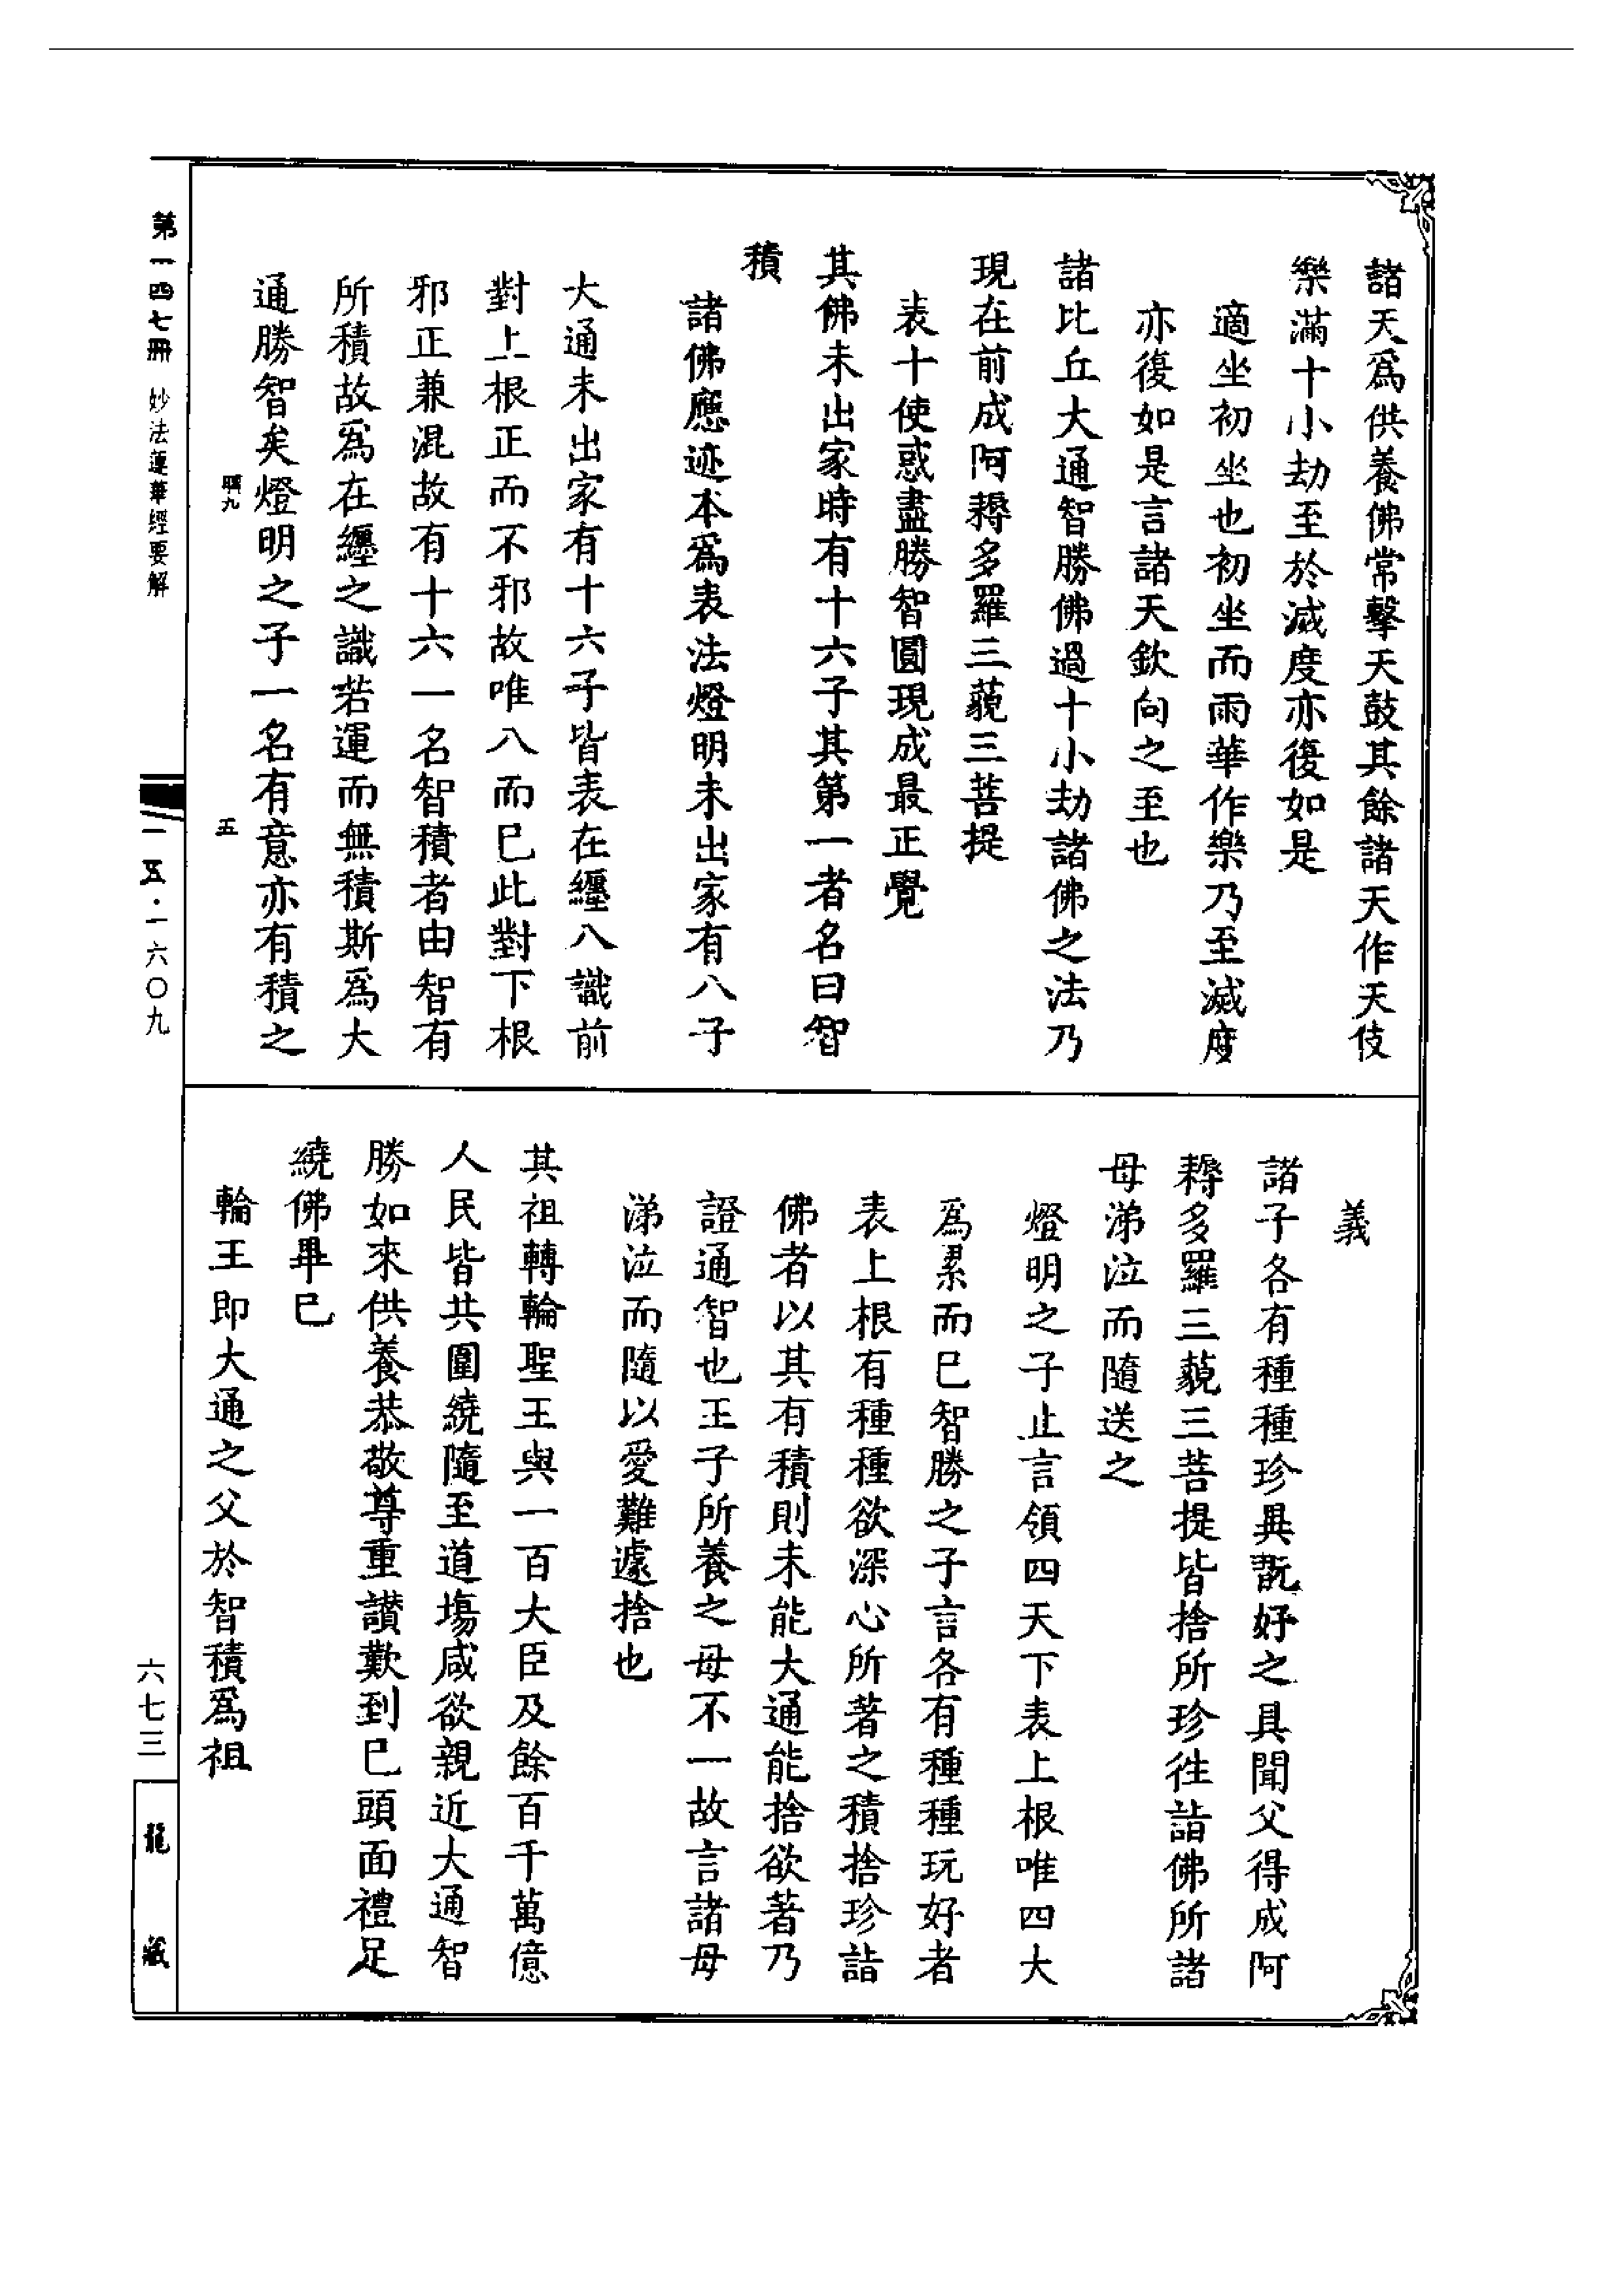 諸天爲供養佛常擊天鼓其餘諸天作天伎
樂滿十小劫至於滅度亦復如是
適坐初坐也初坐而雨華作樂乃至滅度
亦復如是言諸天欽向之至也
諸比丘大通智勝佛過十小劫諸佛之法乃
現在前成阿耨多羅三藐三菩提
表十使惑盡勝智圓現成最正覺
其佛未出家時有十六子其第一者名曰智
積
諸佛應迹本爲表法燈明未出家有八子
大通未出家有十六子皆表在纏八識前
對上根正而不邪故唯八而已此對下根
邪正兼混故有十六一名智積者由智有
所積故爲在纏之識若運而無積斯爲大
通勝智矣燈明之子一名有意亦有積之
五
義
諸子各有種種珍異玩好之具聞父得成阿
耨多羅三藐三菩提皆捨所珍往詣佛所諸
母涕泣而隨送之
燈明之子止言領四天下表上根唯四大
爲累而已智勝之子言各有種種玩好者
表上根有種種欲深心所著之積捨珍詣
佛者以其有積則未能大通能捨欲著乃
證通智也王子所養之母不一故言諸母
涕泣而隨以愛難遽捨也
其祖轉輪聖王與一百大臣及餘百千萬億
人民皆共圍繞隨至道場咸欲親近大通智
勝如來供養恭敬尊重讃歎到已頭面禮足
繞佛畢已
輪王即大通之父於智積爲祖
第一四七冊 妙法蓮華經要解
一五·一六〇九
六七三
龍藏